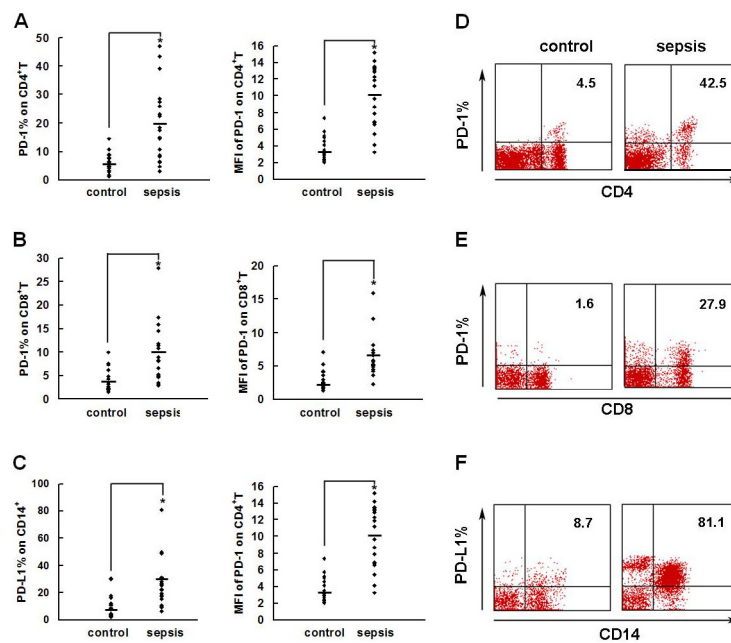 A
PD-1% on CD4+T
50
40
30
20
10
0
*
control sepsis
MFI of PD-1 on CD4+T
16
14
12
10
8
6
4
2
0
*
control sepsis
D
control sepsis
PD-1%
4.5
42.5
CD4
B
PD-1% on CD8+T
30
25
20
15
10
5
0
*
control sepsis
MFI of PD-1 on CD8+T
20
15
10
5
0
*
control sepsis
E
PD-1%
1.6
27.9
CD8
C
PD-L1% on CD14+
100
80
60
40
20
0
*
control sepsis
MFI of PD-1 on CD4+T
16
14
12
10
8
6
4
2
0
*
control sepsis
F
PD-L1%
8.7
81.1
CD14